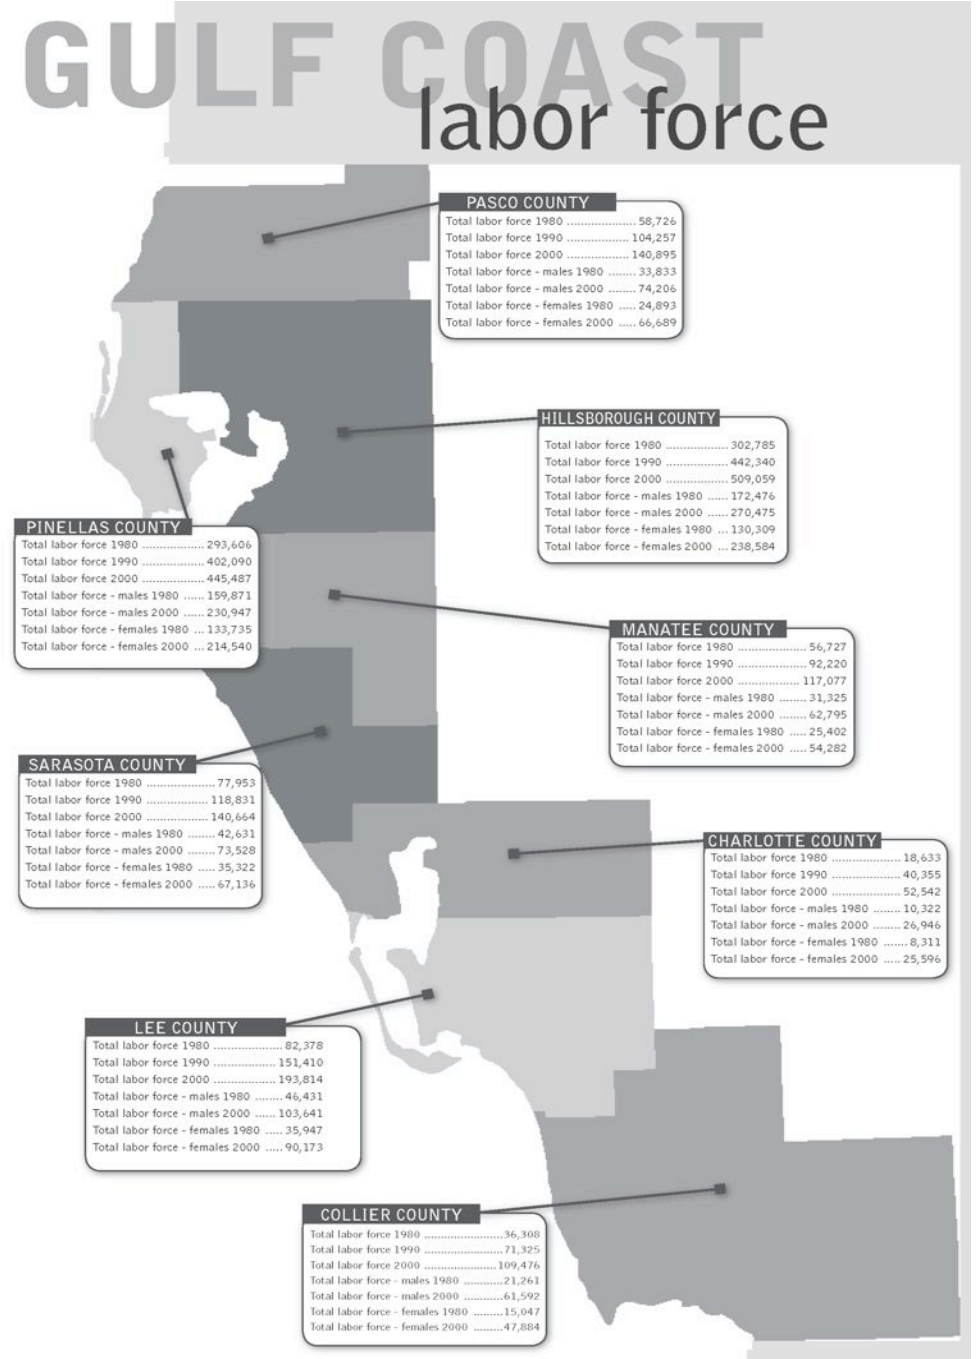 GULF COAST
labor force
PASCO COUNTY
Total labor force 1980 .................. 58,726
Total labor force 1990 ................ 104,257
Total labor force 2000 ................ 140,895
Total labor force - males 1980 ........ 33,833
Total labor force - males 2000 ........ 74,206
Total labor force - females 1980 ..... 24,893
Total labor force - females 2000 ..... 66,689
HILLSBOROUGH COUNTY
Total labor force 1980 ................ 302,785
Total labor force 1990 ................ 442,340
Total labor force 2000 ................ 509,059
Total labor force - males 1980 ...... 172,476
Total labor force - males 2000 ...... 270,475
Total labor force - females 1980 ... 130,309
Total labor force - females 2000 ... 238,584
PINELLAS COUNTY
Total labor force 1980 ................ 293,606
Total labor force 1990 ................ 402,090
Total labor force 2000 ................ 445,487
Total labor force - males 1980 ...... 159,871
Total labor force - males 2000 ...... 230,947
Total labor force - females 1980 ... 133,735
Total labor force - females 2000 ... 214,540
MANATEE COUNTY
Total labor force 1980 .................. 56,727
Total labor force 1990 .................. 92,220
Total labor force 2000 ................ 117,077
Total labor force - males 1980 ........ 31,325
Total labor force - males 2000 ........ 62,795
Total labor force - females 1980 ..... 25,402
Total labor force - females 2000 ..... 54,282
SARASOTA COUNTY
Total labor force 1980 .................. 77,953
Total labor force 1990 ................ 118,831
Total labor force 2000 ................ 140,664
Total labor force - males 1980 ........ 42,631
Total labor force - males 2000 ........ 73,528
Total labor force - females 1980 ..... 35,322
Total labor force - females 2000 ..... 67,136
CHARLOTTE COUNTY
Total labor force 1980 .................. 18,633
Total labor force 1990 .................. 40,355
Total labor force 2000 .................. 52,542
Total labor force - males 1980 ........ 10,322
Total labor force - males 2000 ........ 26,946
Total labor force - females 1980 ....... 8,311
Total labor force - females 2000 ..... 25,596
LEE COUNTY
Total labor force 1980 .................. 82,378
Total labor force 1990 ................ 151,410
Total labor force 2000 ................ 193,814
Total labor force - males 1980 ........ 46,431
Total labor force - males 2000 ...... 103,641
Total labor force - females 1980 ..... 35,947
Total labor force - females 2000 ..... 90,173
COLLIER COUNTY
Total labor force 1980 .....................36,308
Total labor force 1990 .....................71,325
Total labor force 2000 ...................109,476
Total labor force - males 1980 ............21,261
Total labor force - males 2000 ............61,592
Total labor force - females 1980 .........15,047
Total labor force - females 2000 .........47,884